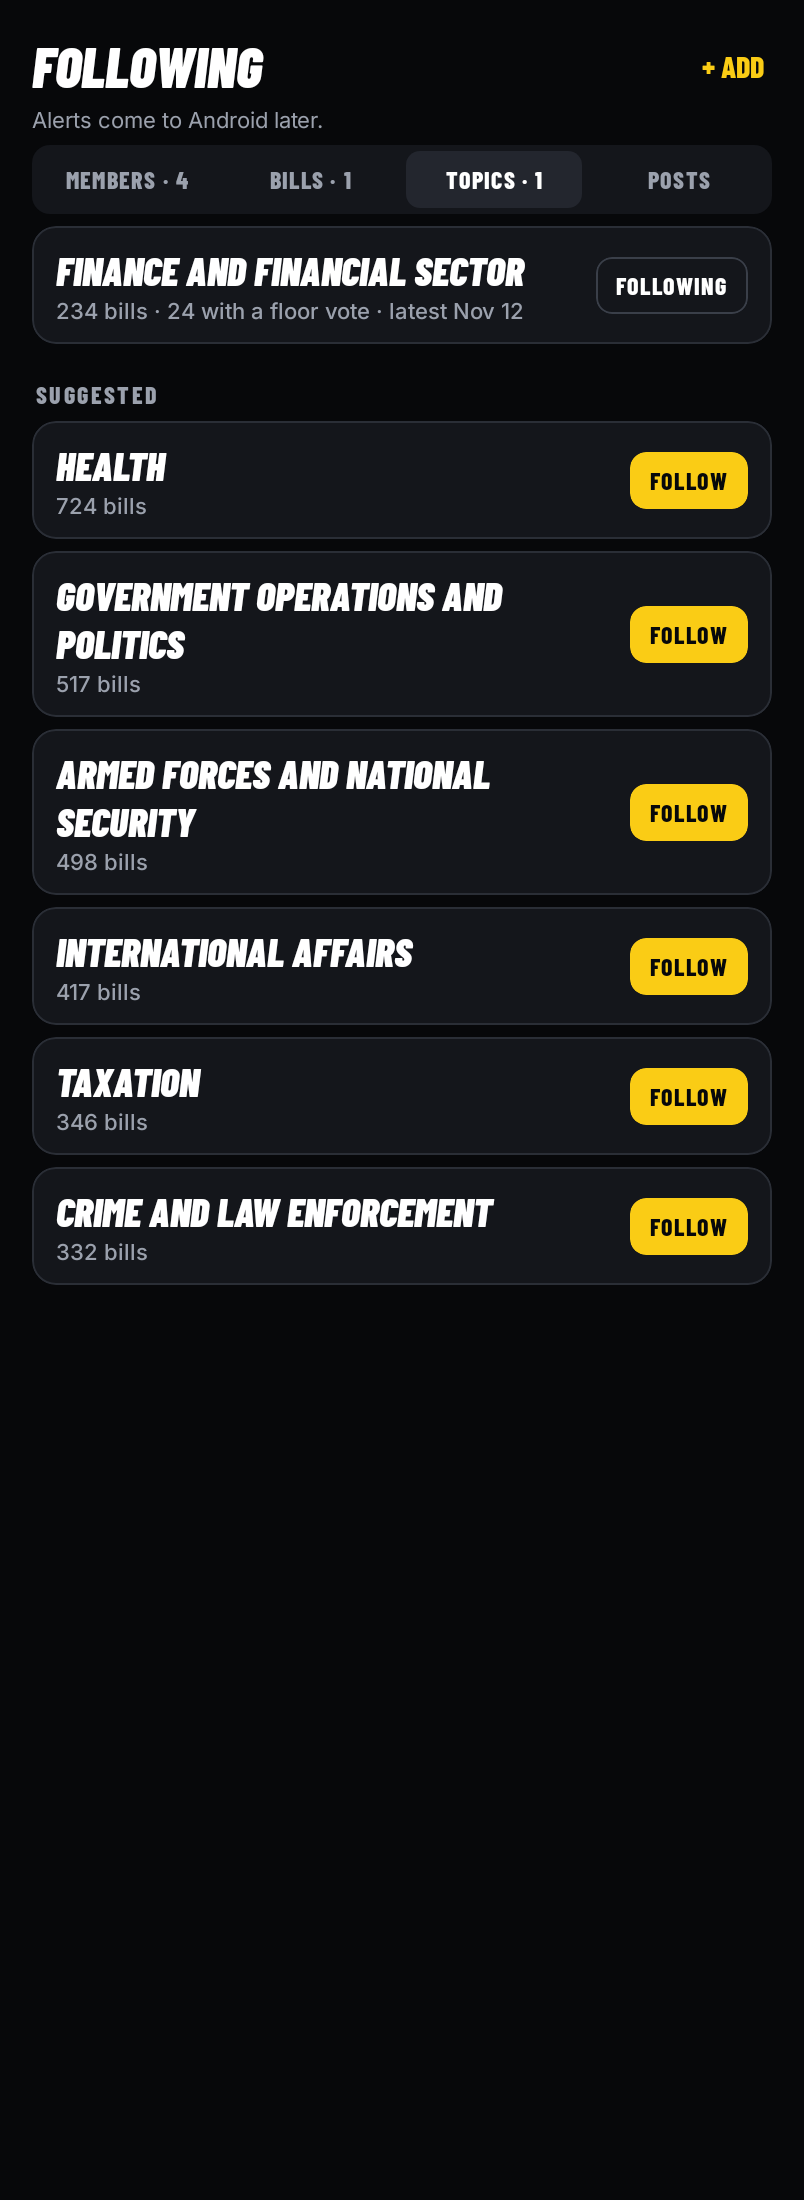 FOLLOWING
+ ADD
Alerts come to Android later.
MEMBERS · 4
BILLS · 1
TOPICS · 1
POSTS
FINANCE AND FINANCIAL SECTOR
234 bills · 24 with a floor vote · latest Nov 12
FOLLOWING
SUGGESTED
HEALTH
724 bills
FOLLOW
GOVERNMENT OPERATIONS AND
POLITICS
517 bills
FOLLOW
ARMED FORCES AND NATIONAL
SECURITY
498 bills
FOLLOW
INTERNATIONAL AFFAIRS
417 bills
FOLLOW
TAXATION
346 bills
FOLLOW
CRIME AND LAW ENFORCEMENT
332 bills
FOLLOW